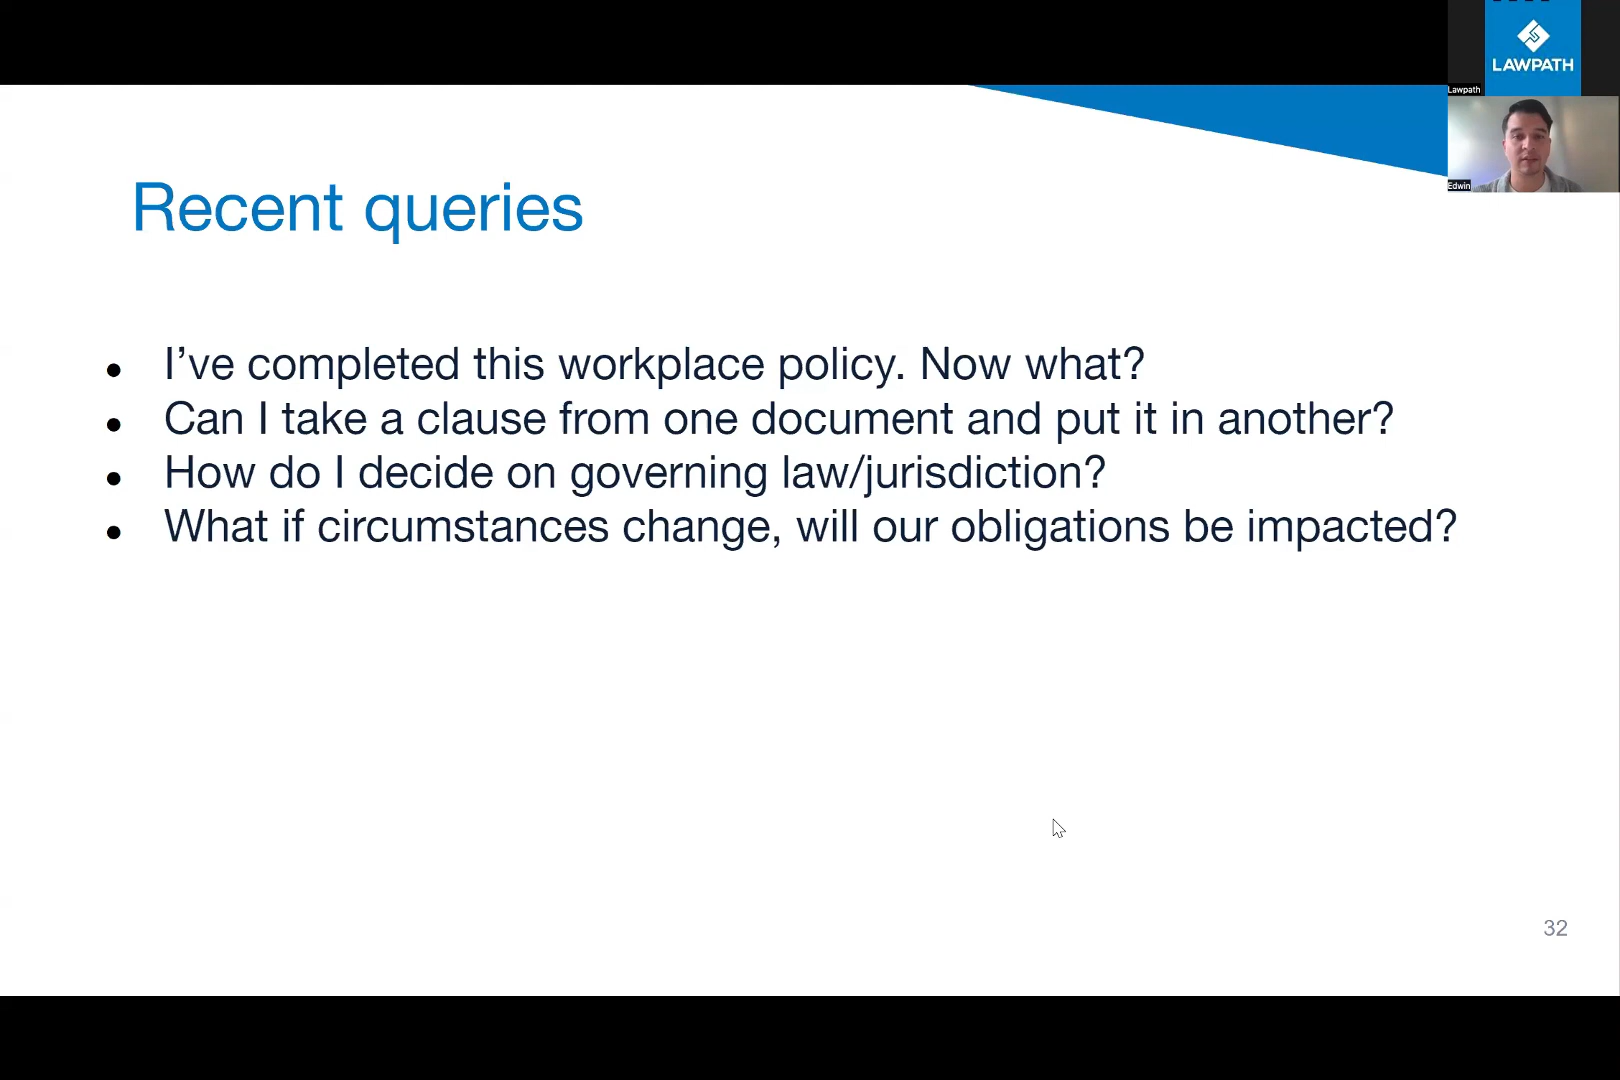 LAWPATH
Lawpath
Edwin
Recent queries
I’ve completed this workplace policy. Now what?
Can I take a clause from one document and put it in another?
How do I decide on governing law/jurisdiction?
What if circumstances change, will our obligations be impacted?
32